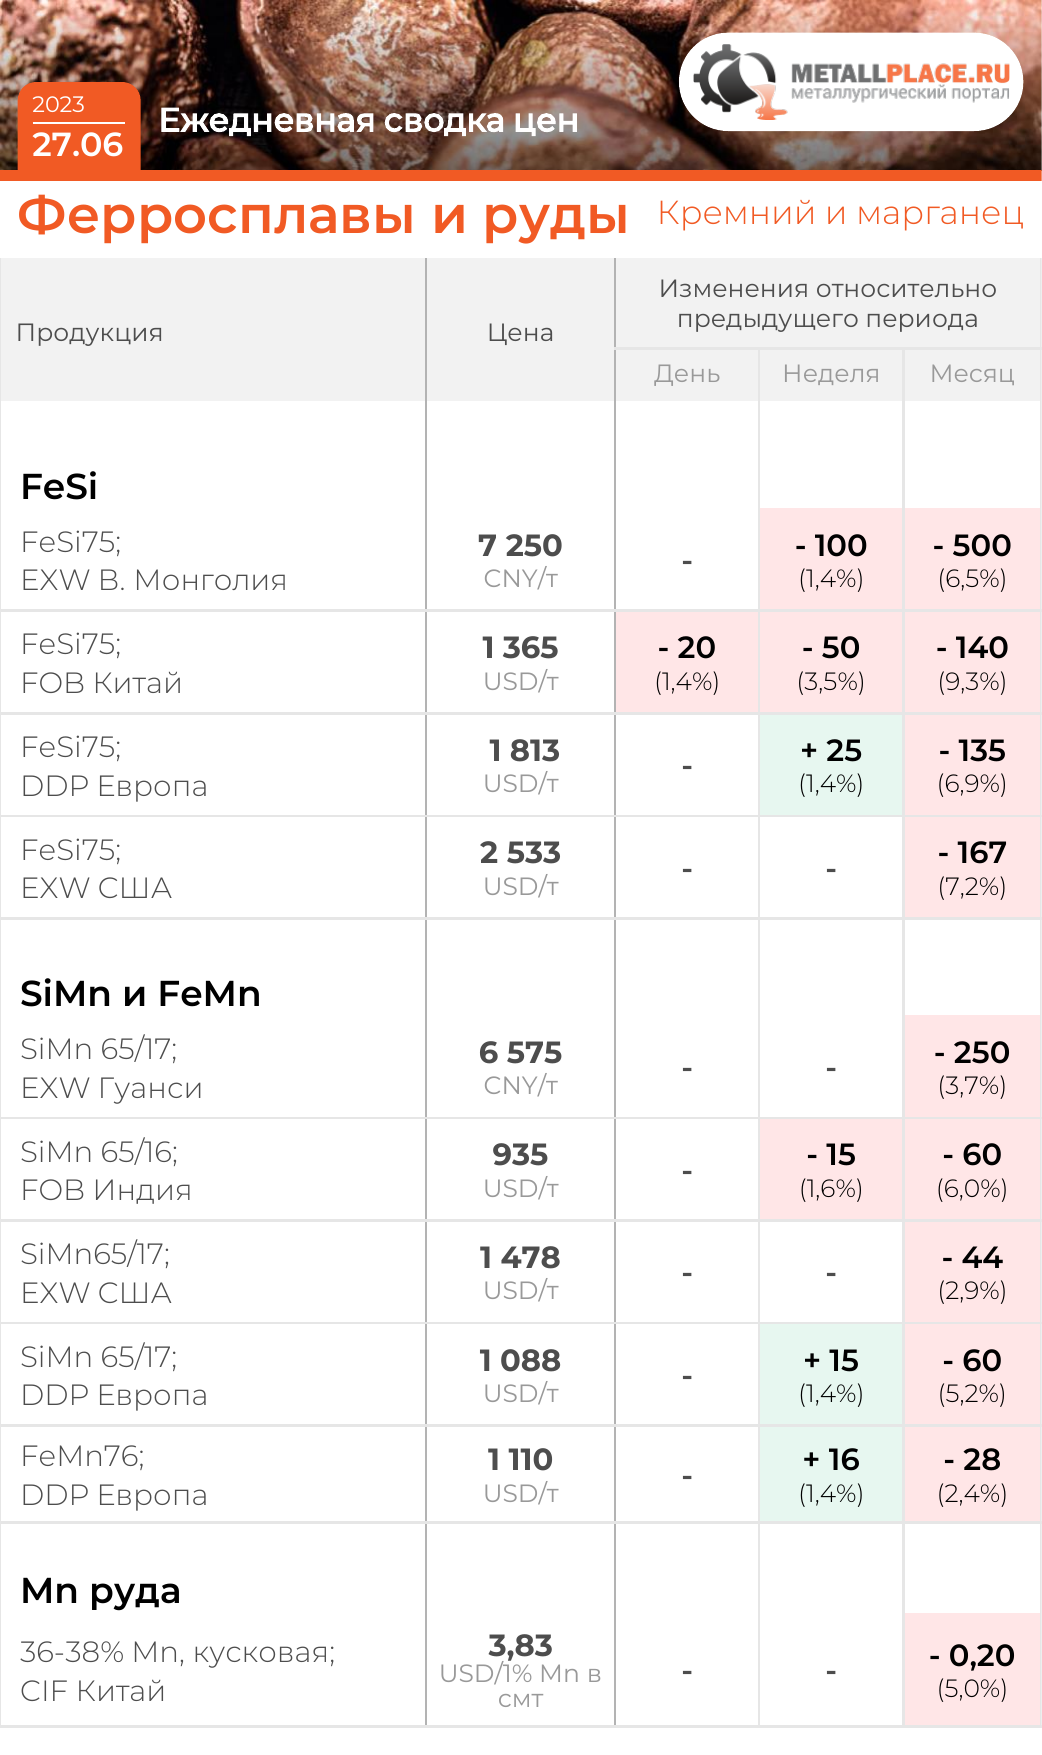 METALLPLACE.RU
металлургический портал
2023
27.06
Ежедневная сводка цен
Ферросплавы и руды
Кремний и марганец
Продукция
Цена
Изменения относительно
предыдущего периода
День
Неделя
Месяц
FeSi
FeSi75;
EXW В. Монголия
7 250
CNY/т
-
- 100
(1,4%)
- 500
(6,5%)
FeSi75;
FOB Китай
1 365
USD/т
- 20
(1,4%)
- 50
(3,5%)
- 140
(9,3%)
FeSi75;
DDP Европа
1 813
USD/т
-
+ 25
(1,4%)
- 135
(6,9%)
FeSi75;
EXW США
2 533
USD/т
-
-
- 167
(7,2%)
SiMn и FeMn
SiMn 65/17;
EXW Гуанси
6 575
CNY/т
-
-
- 250
(3,7%)
SiMn 65/16;
FOB Индия
935
USD/т
-
- 15
(1,6%)
- 60
(6,0%)
SiMn65/17;
EXW США
1 478
USD/т
-
-
- 44
(2,9%)
SiMn 65/17;
DDP Европа
1 088
USD/т
-
+ 15
(1,4%)
- 60
(5,2%)
FeMn76;
DDP Европа
1 110
USD/т
-
+ 16
(1,4%)
- 28
(2,4%)
Mn руда
36-38% Mn, кусковая;
CIF Китай
3,83
USD/1% Mn в
смт
-
-
- 0,20
(5,0%)